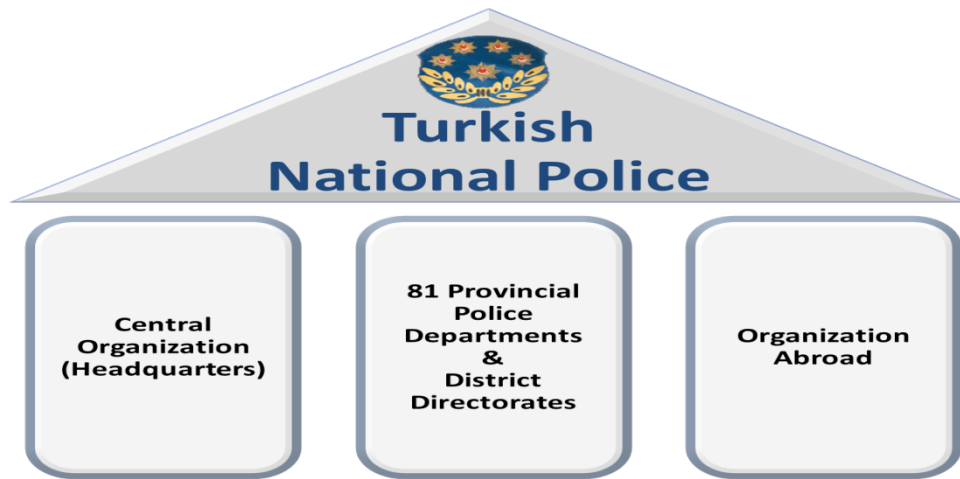 Turkish
National Police
Central
Organization
(Headquarters)
81 Provincial
Police
Departments
&
District
Directorates
Organization
Abroad